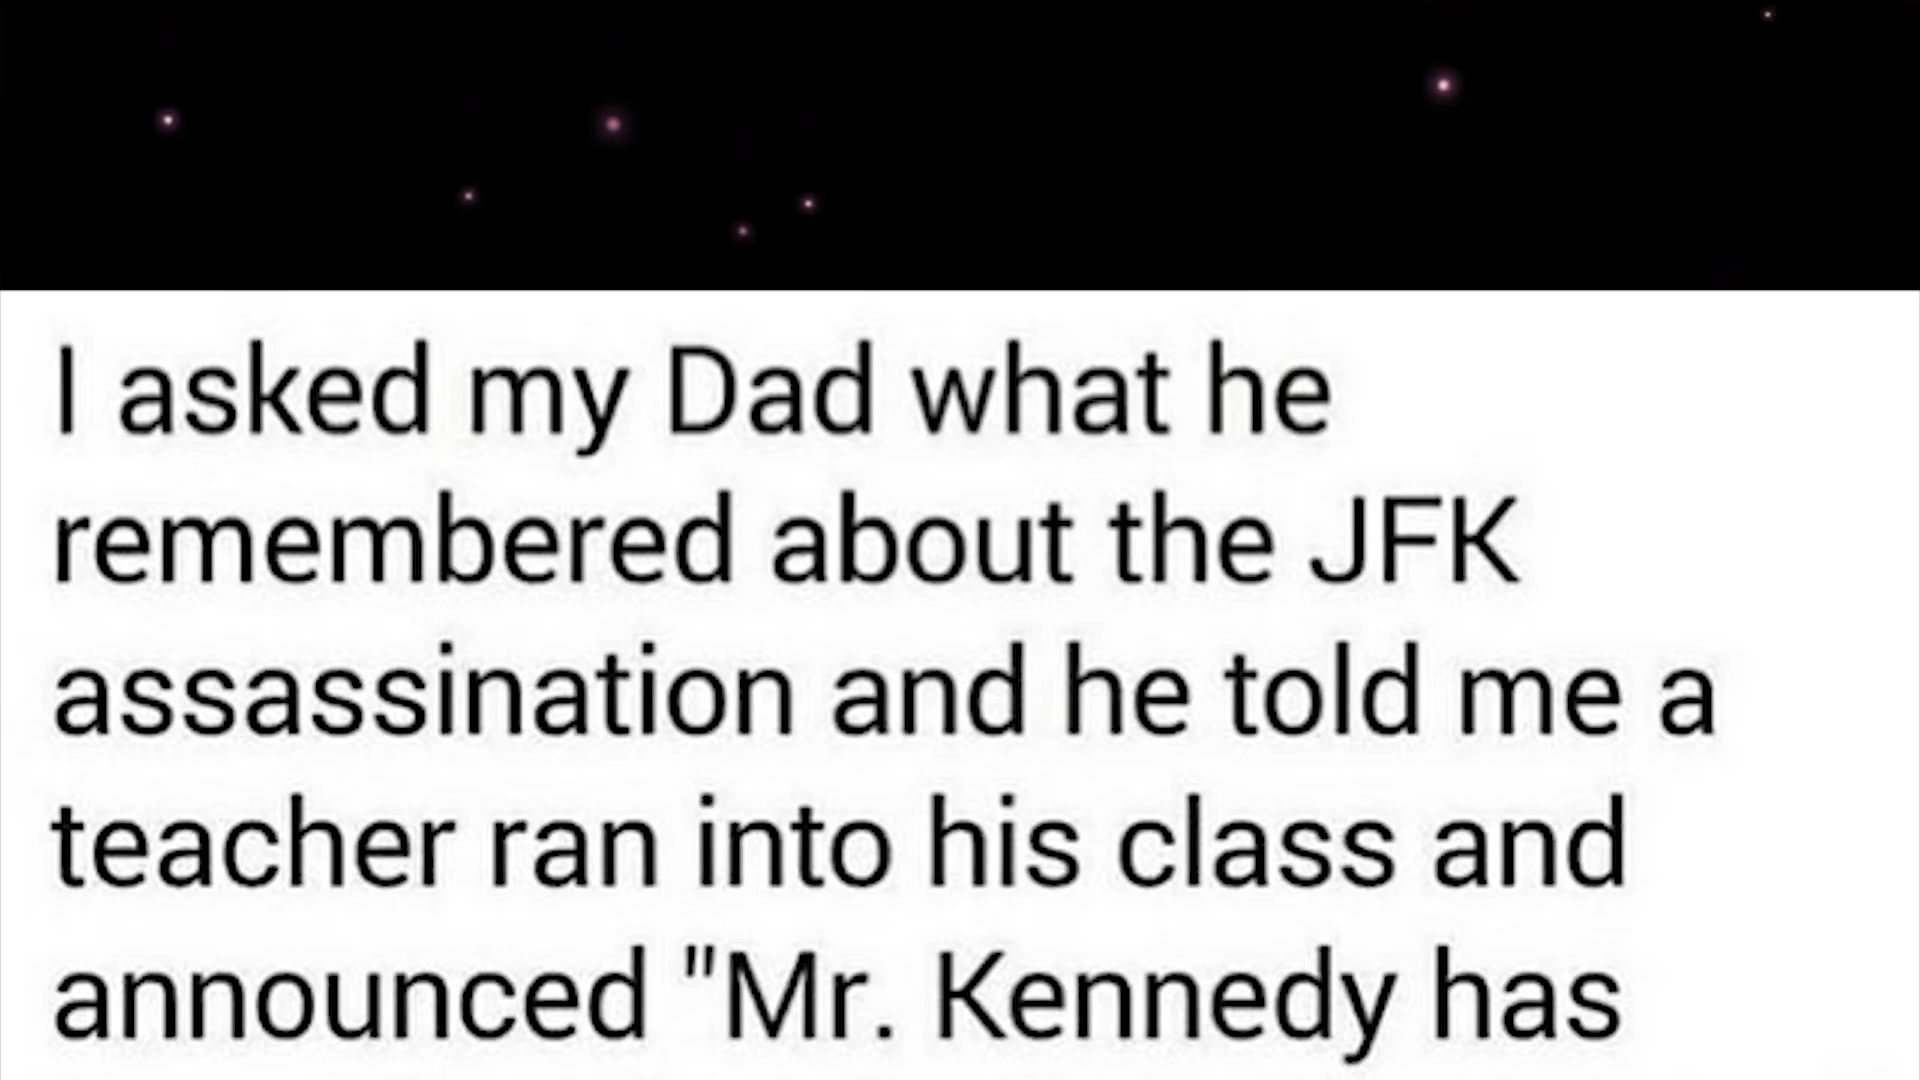 I asked my Dad what he
remembered about the JFK
assassination and he told me a
teacher ran into his class and
announced "Mr. Kennedy has